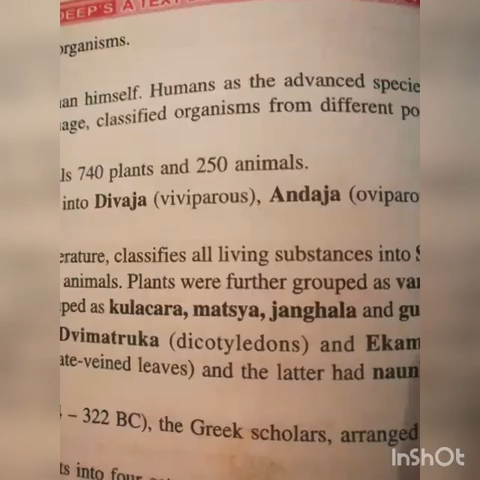 DEEP'S A TEXT
organisms.
an himself. Humans as the advanced specie
age, classified organisms from different po
ls 740 plants and 250 animals.
into Divaja (viviparous), Andaja (oviparo
erature, classifies all living substances into
animals. Plants were further grouped as va
ped as kulacara, matsya, janghala and gu
Dvimatruka (dicotyledons) and Ekam
ate-veined leaves) and the latter had naun
– 322 BC), the Greek scholars, arranged
ts into four
InShOt